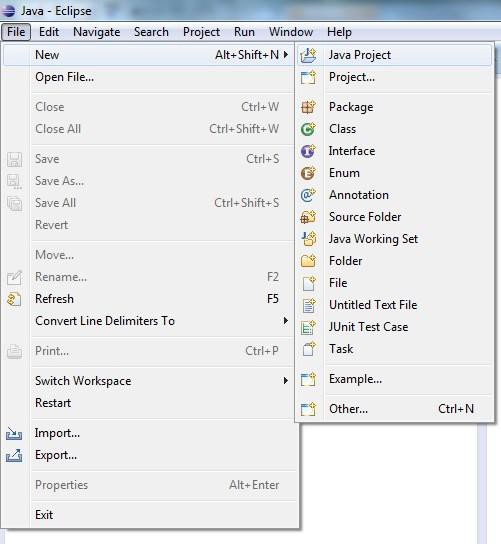 Java - Eclipse
File Edit Navigate Search Project Run Window Help
New Alt+Shift+N
Open File...
Close Ctrl+W
Close All Ctrl+Shift+W
Save Ctrl+S
Save As...
Save All Ctrl+Shift+S
Revert
Move...
Rename... F2
Refresh F5
Convert Line Delimiters To
Print... Ctrl+P
Switch Workspace
Restart
Import...
Export...
Properties Alt+Enter
Exit
Java Project
Project...
Package
Class
Interface
Enum
Annotation
Source Folder
Java Working Set
Folder
File
Untitled Text File
JUnit Test Case
Task
Example...
Other... Ctrl+N